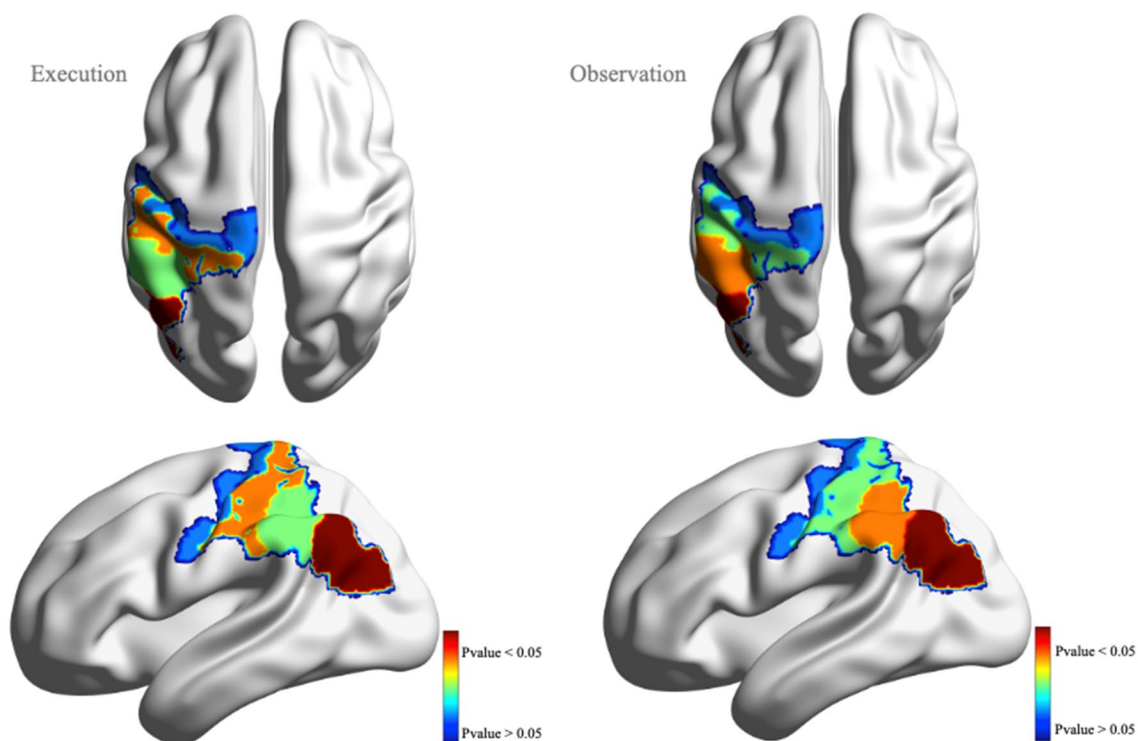 Execution
Observation
Pvalue < 0.05
Pvalue > 0.05
Pvalue < 0.05
Pvalue > 0.05